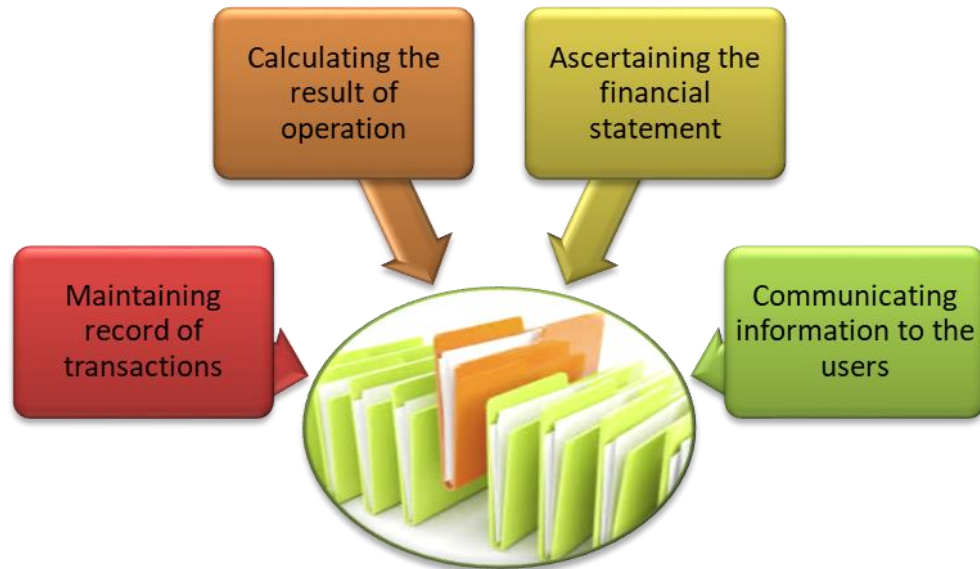 Maintaining
record of
transactions
Calculating the
result of
operation
Ascertaining the
financial
statement
Communicating
information to the
users